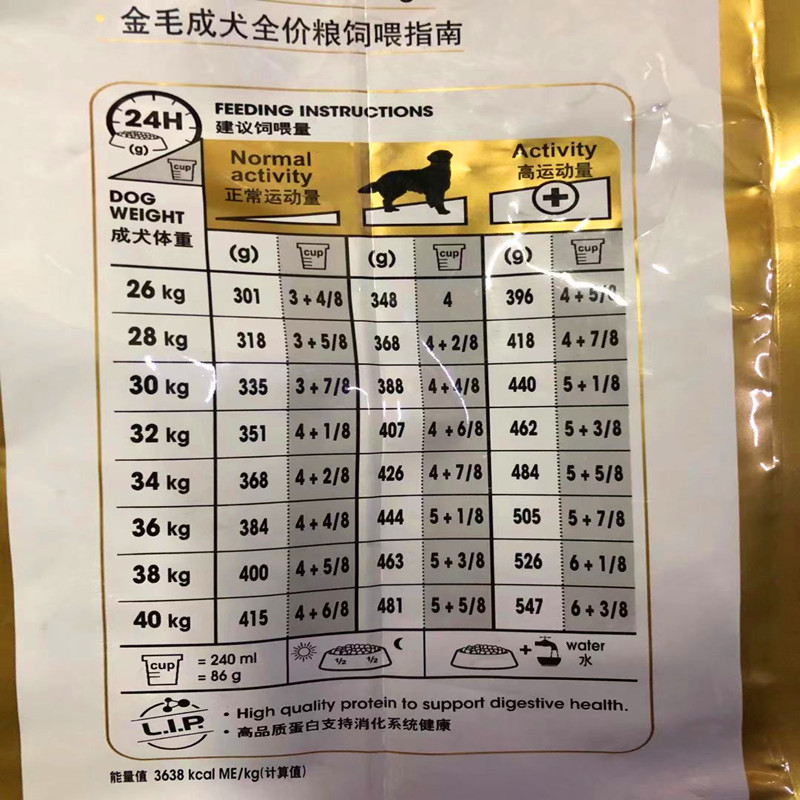 金毛成犬全价粮饲喂指南
24H
(g)
cup
FEEDING INSTRUCTIONS
建议饲喂量
DOG
WEIGHT
成犬体重
Normal
activity
正常运动量
Activity
高运动量
(g) cup (g) cup (g) cup
26 kg 301 3 + 4/8 348 4 396 4 + 5/8
28 kg 318 3 + 5/8 368 4 + 2/8 418 4 + 7/8
30 kg 335 3 + 7/8 388 4 + 4/8 440 5 + 1/8
32 kg 351 4 + 1/8 407 4 + 6/8 462 5 + 3/8
34 kg 368 4 + 2/8 426 4 + 7/8 484 5 + 5/8
36 kg 384 4 + 4/8 444 5 + 1/8 505 5 + 7/8
38 kg 400 4 + 5/8 463 5 + 3/8 526 6 + 1/8
40 kg 415 4 + 6/8 481 5 + 5/8 547 6 + 3/8
cup = 240 ml
= 86 g
1/2 1/2
+ water
水
L.I.P.
• High quality protein to support digestive health.
• 高品质蛋白支持消化系统健康
能量值 3638 kcal ME/kg(计算值)